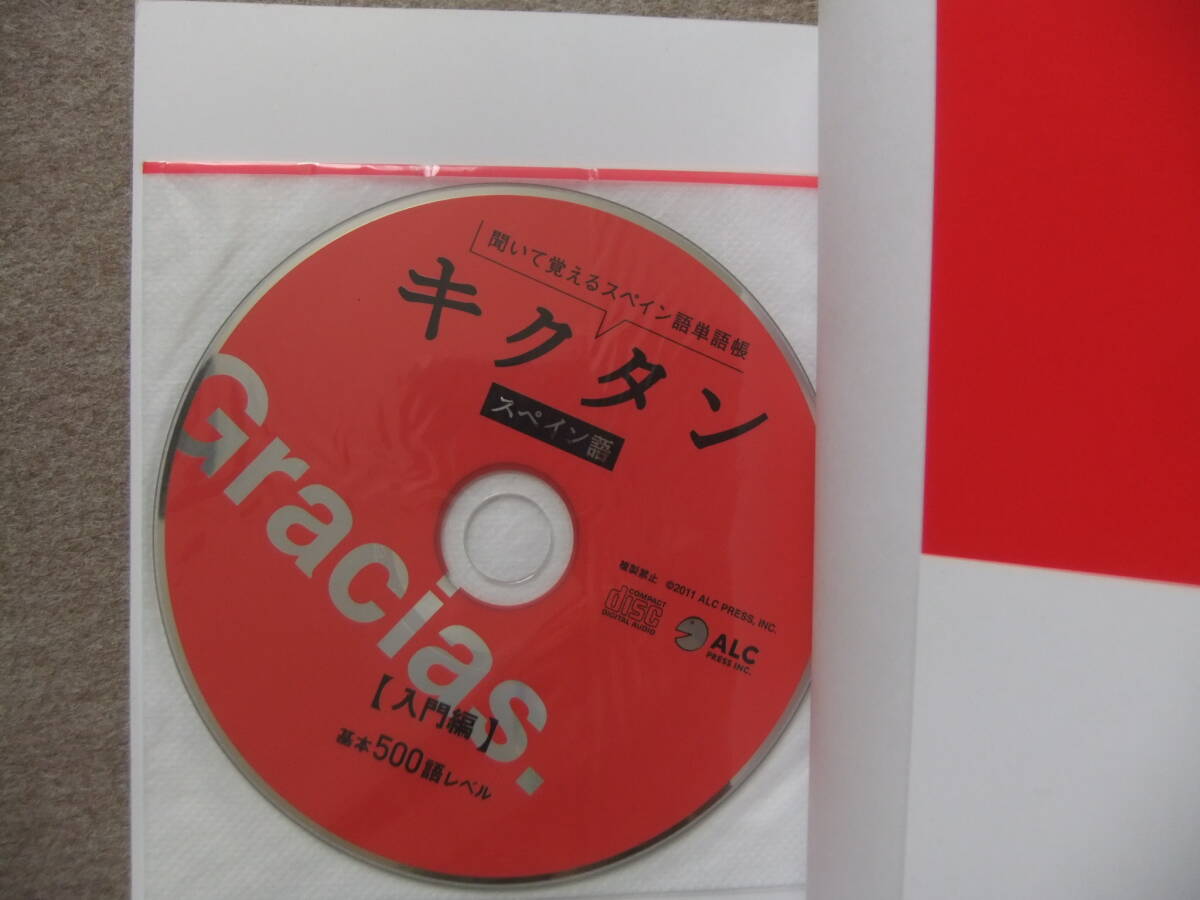 聞いて覚えるスペイン語単語帳
キクタン
スペイン語
Gracias.
複製禁止 ©2011 ALC PRESS, INC.
COMPACT
disc
DIGITAL AUDIO
ALC
PRESS INC.
【入門編】
基本500語レベル